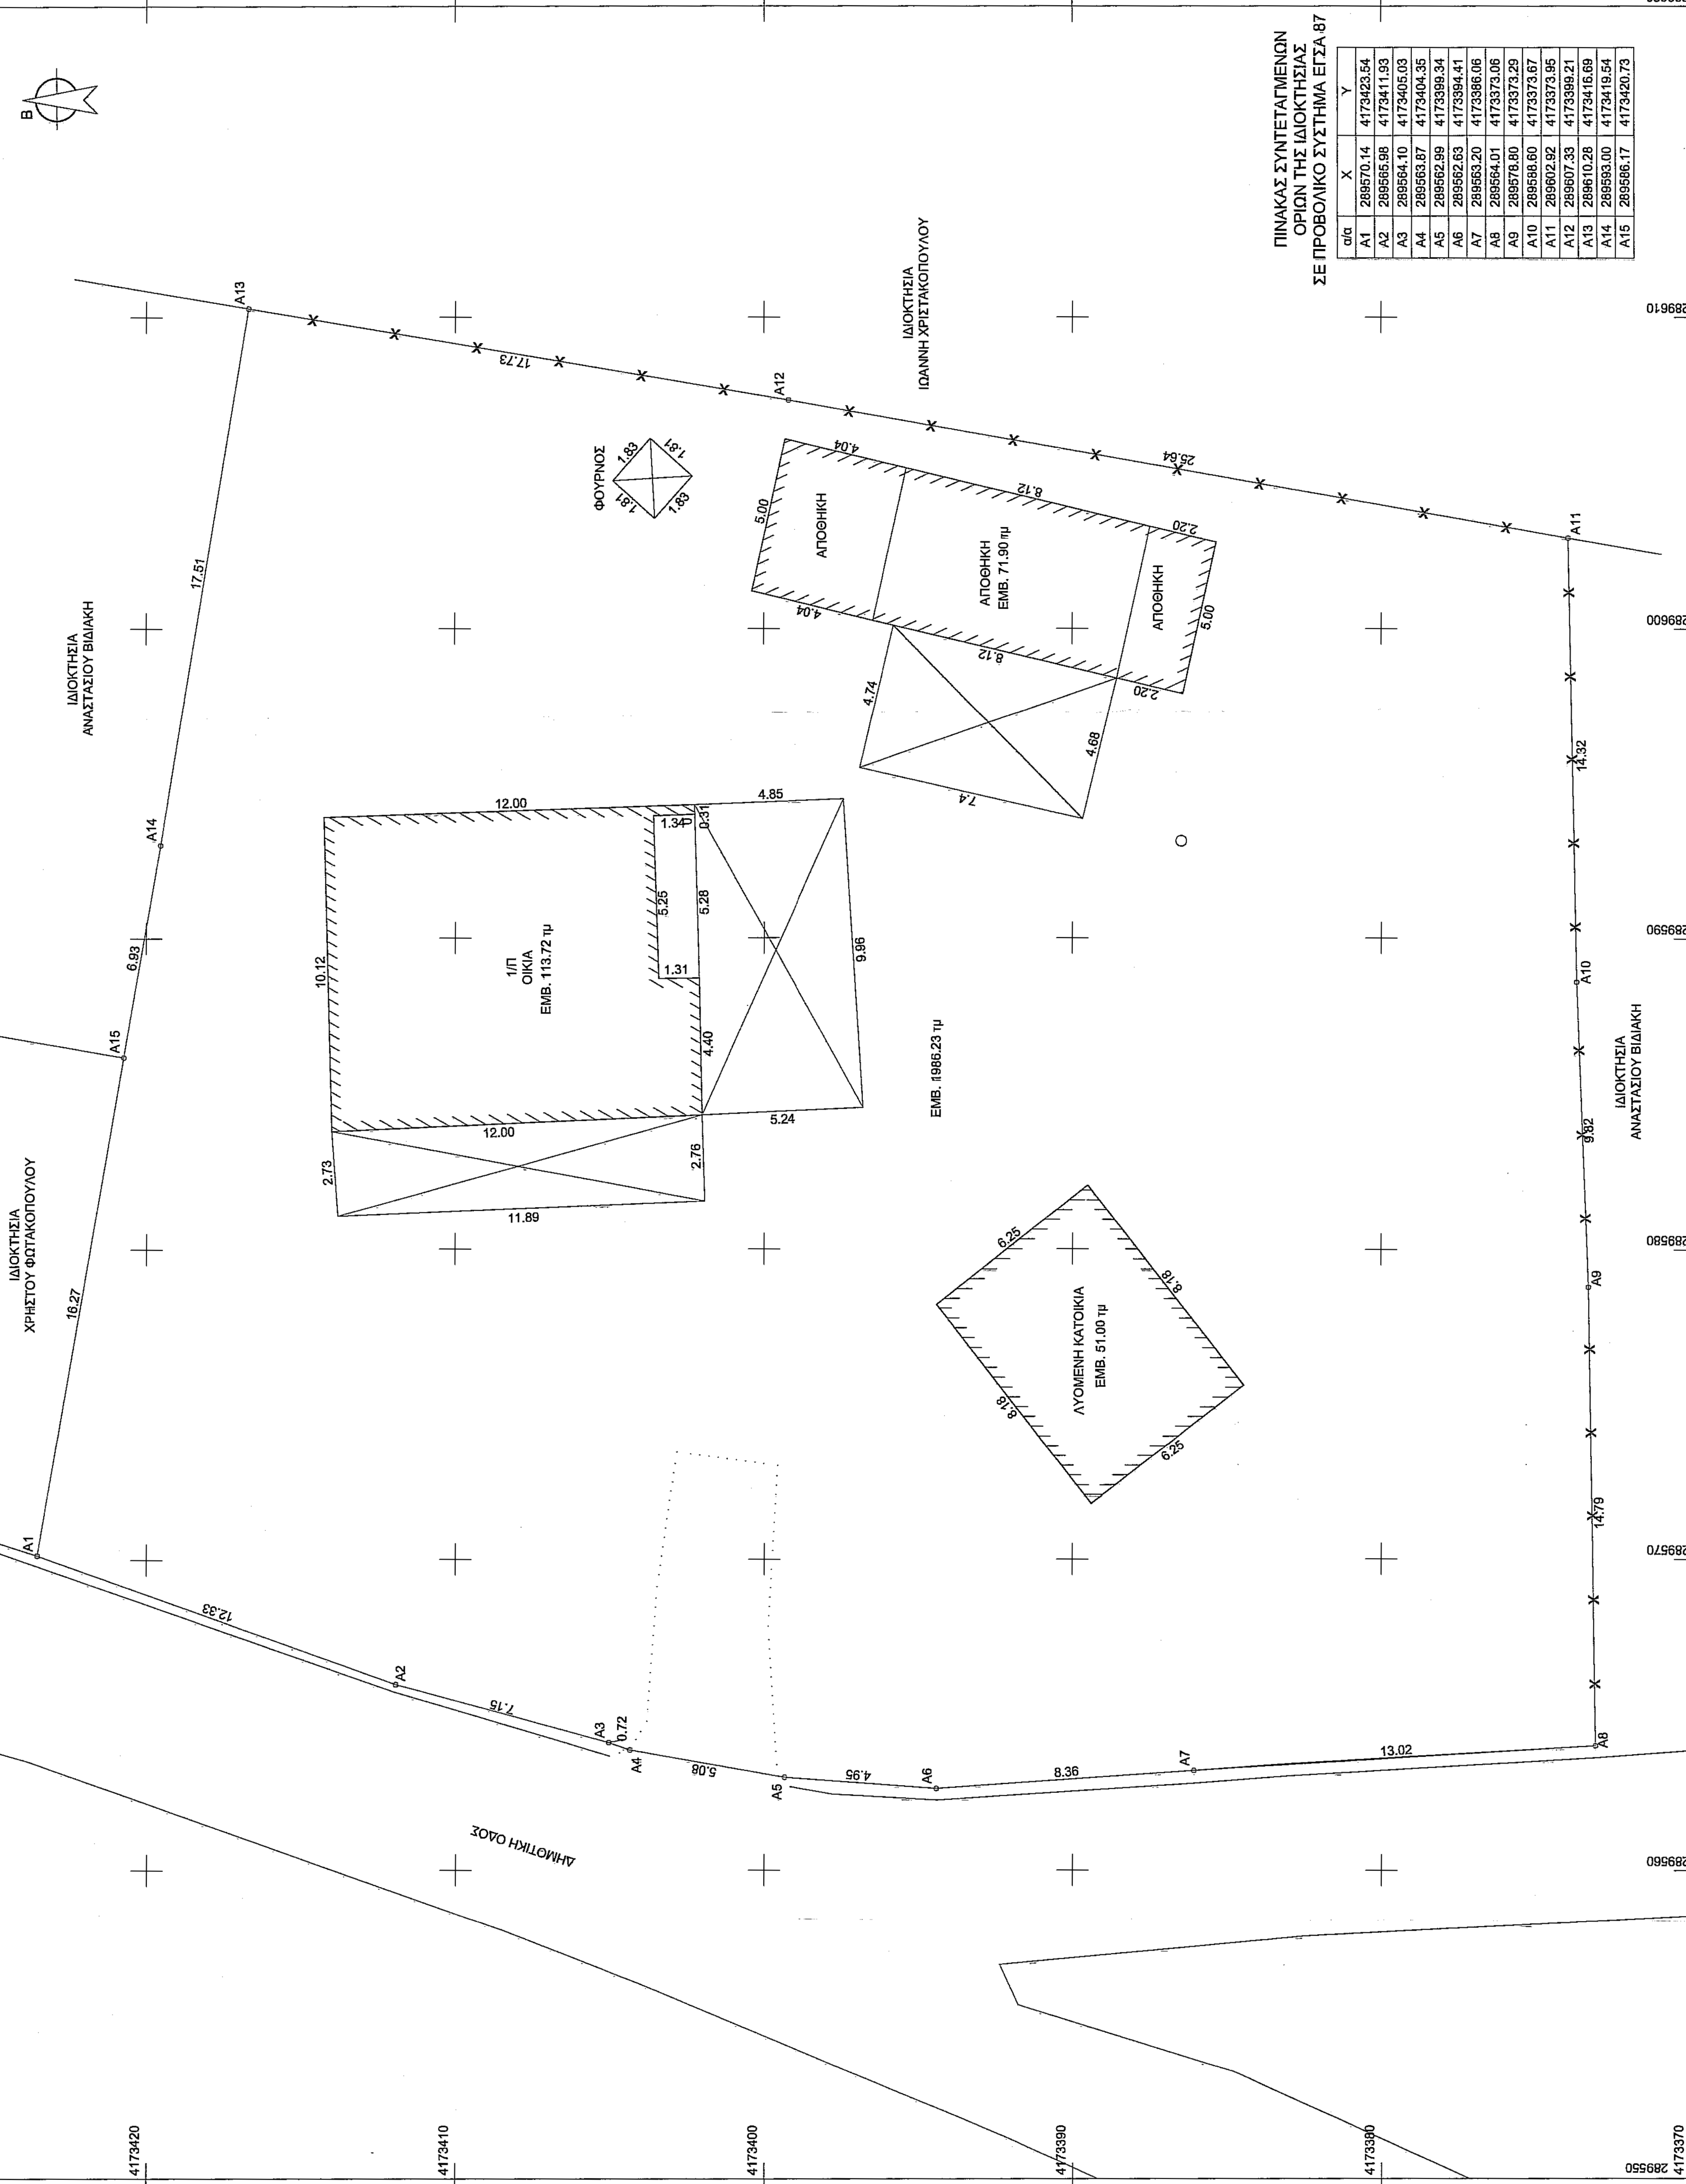 Β
ΙΔΙΟΚΤΗΣΙΑ
ΧΡΗΣΤΟΥ ΦΩΤΑΚΟΠΟΥΛΟΥ
ΙΔΙΟΚΤΗΣΙΑ
ΑΝΑΣΤΑΣΙΟΥ ΒΙΔΙΑΚΗ
A1
16.27
A15
6.93
A14
17.51
A13
12.33
A2
7.15
A3
0.72
A4
5.08
A5
4.95
A6
8.36
A7
13.02
A8
14.79
A9
9.82
A10
14.32
A11
25.64
A12
17.73
ΔΗΜΟΤΙΚΗ ΟΔΟΣ
2.73
10.12
12.00
11.89
12.00
1/Π
ΟΙΚΙΑ
ΕΜΒ. 113.72 τμ
2.76
4.40
1.31
5.25
5.28
1.34
0.31
4.85
5.24
9.96
ΦΟΥΡΝΟΣ
1.81
1.83
1.83
1.81
5.00
4.04
ΑΠΟΘΗΚΗ
4.04
4.74
8.12
ΑΠΟΘΗΚΗ
ΕΜΒ. 71.90 τμ
8.12
7.4
4.68
2.20
ΑΠΟΘΗΚΗ
2.20
5.00
ΙΔΙΟΚΤΗΣΙΑ
ΙΩΑΝΝΗ ΧΡΙΣΤΑΚΟΠΟΥΛΟΥ
ΕΜΒ. 1986.23 τμ
6.25
8.18
ΛΥΟΜΕΝΗ ΚΑΤΟΙΚΙΑ
ΕΜΒ. 51.00 τμ
8.18
6.25
ΙΔΙΟΚΤΗΣΙΑ
ΑΝΑΣΤΑΣΙΟΥ ΒΙΔΙΑΚΗ
ΠΙΝΑΚΑΣ ΣΥΝΤΕΤΑΓΜΕΝΩΝ
ΟΡΙΩΝ ΤΗΣ ΙΔΙΟΚΤΗΣΙΑΣ
ΣΕ ΠΡΟΒΟΛΙΚΟ ΣΥΣΤΗΜΑ ΕΓΣΑ 87
α/α X Y
A1 289570.14 4173423.54
A2 289565.98 4173411.93
A3 289564.10 4173405.03
A4 289563.87 4173404.35
A5 289562.99 4173399.34
A6 289562.63 4173394.41
A7 289563.20 4173386.06
A8 289564.01 4173373.06
A9 289578.80 4173373.29
A10 289588.60 4173373.67
A11 289602.92 4173373.95
A12 289607.33 4173399.21
A13 289610.28 4173416.69
A14 289593.00 4173419.54
A15 289586.17 4173420.73
4173420
4173410
4173400
4173390
4173380
4173370
289550
289560
289570
289580
289590
289600
289610